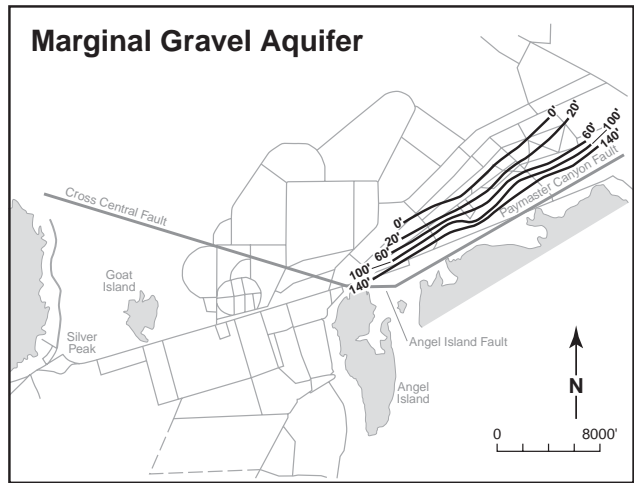 Marginal Gravel Aquifer
0'
20'
60'
100'
140'
Paymaster Canyon Fault
Cross Central Fault
0'
20'
60'
100'
140'
Goat
Island
Silver
Peak
Angel Island Fault
Angel
Island
N
0 8000'